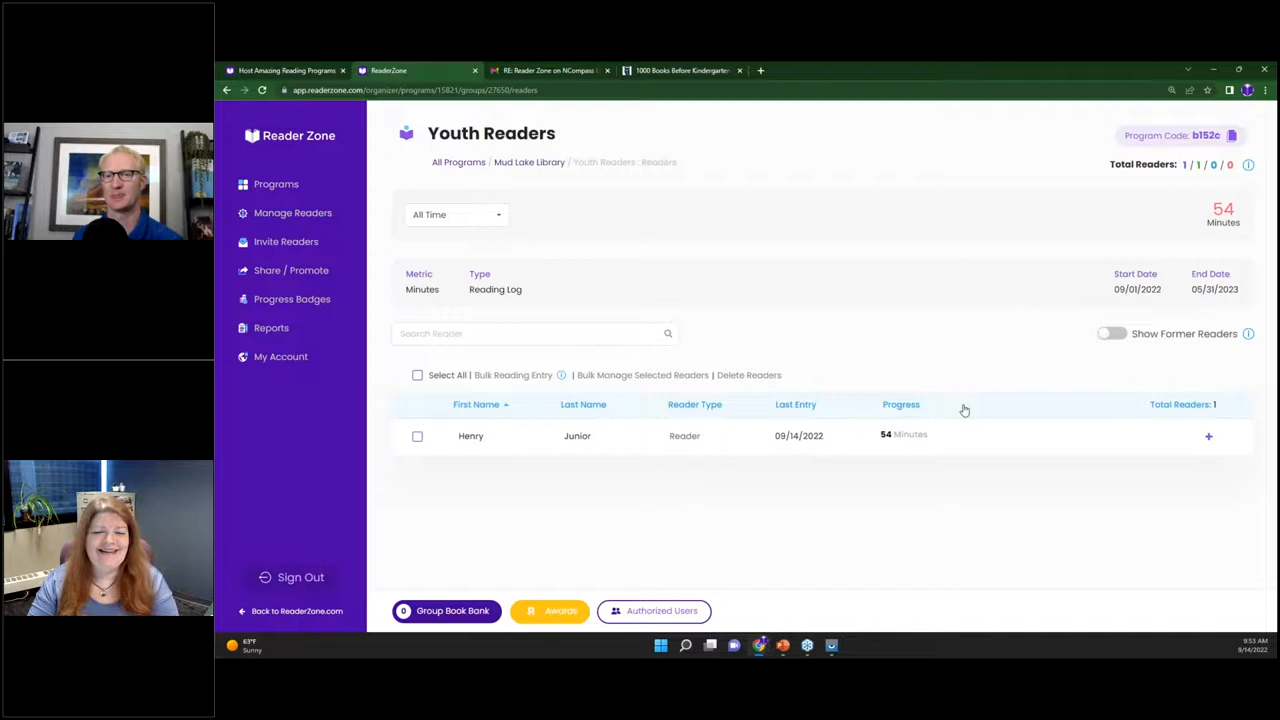 Host Amazing Reading Programs
ReaderZone
RE: Reader Zone on NCompass
1000 Books Before Kindergarten
app.readerzone.com/organizer/programs/15821/groups/27650/readers
Reader Zone
Programs
Manage Readers
Invite Readers
Share / Promote
Progress Badges
Reports
My Account
Sign Out
Back to ReaderZone.com
Youth Readers
Program Code: b152c
All Programs / Mud Lake Library / Youth Readers : Readers
Total Readers: 1 / 1 / 0 / 0
All Time
54
Minutes
Metric Type Start Date End Date
Minutes Reading Log 09/01/2022 05/31/2023
Search Reader
Show Former Readers
Select All | Bulk Reading Entry | Bulk Manage Selected Readers | Delete Readers
First Name Last Name Reader Type Last Entry Progress Total Readers: 1
Henry Junior Reader 09/14/2022 54 Minutes +
0 Group Book Bank Awards Authorized Users
63°F
Sunny
9:53 AM
9/14/2022